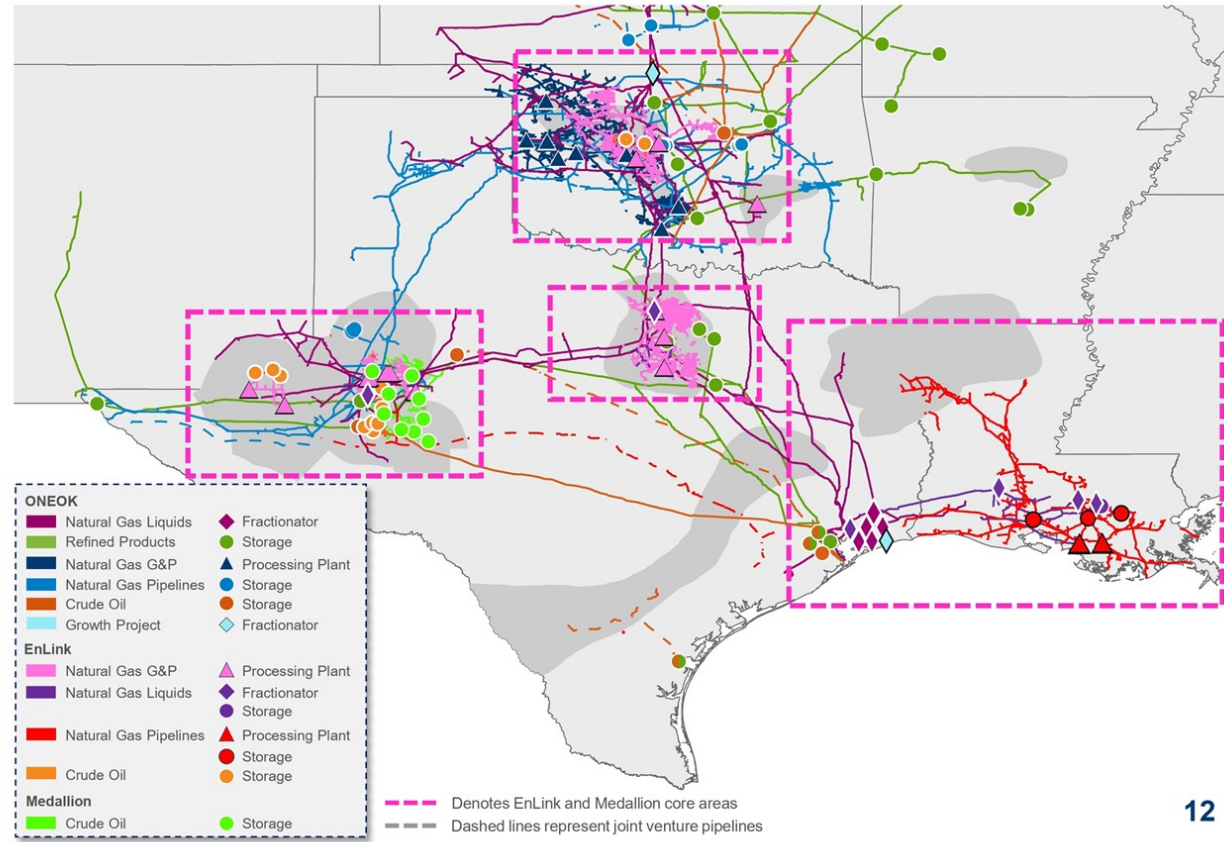 ONEOK
Natural Gas Liquids Fractionator
Refined Products Storage
Natural Gas G&P Processing Plant
Natural Gas Pipelines Storage
Crude Oil Storage
Growth Project Fractionator
EnLink
Natural Gas G&P Processing Plant
Natural Gas Liquids Fractionator
Storage
Natural Gas Pipelines Processing Plant
Storage
Crude Oil Storage
Medallion
Crude Oil Storage
Denotes EnLink and Medallion core areas
Dashed lines represent joint venture pipelines
12